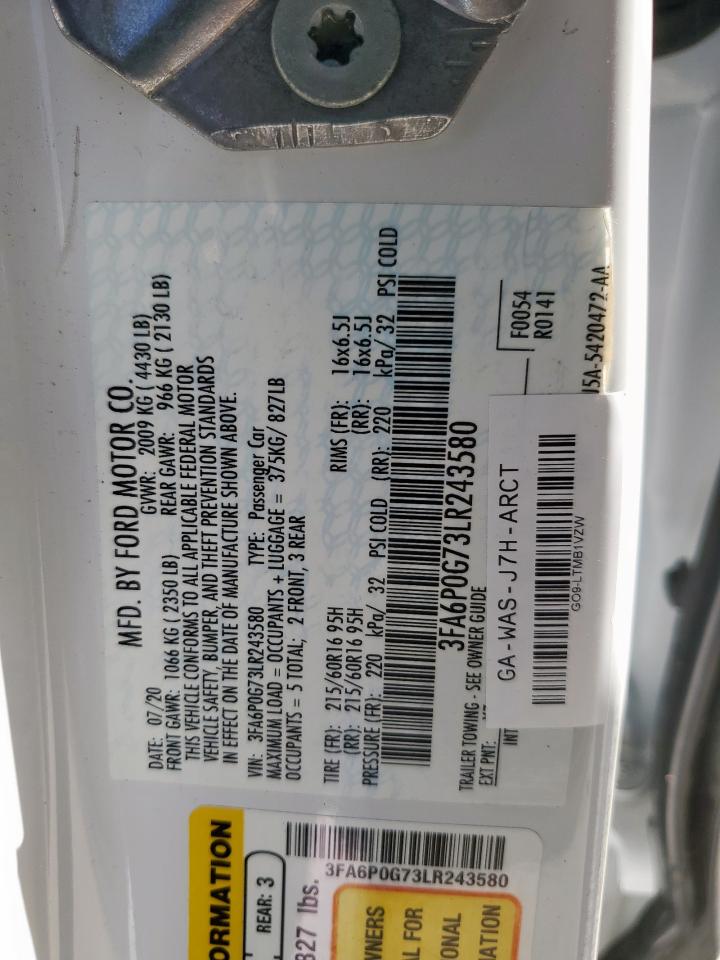 MFD. BY FORD MOTOR CO.
DATE: 07/20 GVWR: 2009 KG ( 4430 LB)
FRONT GAWR: 1066 KG ( 2350 LB) REAR GAWR: 966 KG ( 2130 LB)
THIS VEHICLE CONFORMS TO ALL APPLICABLE FEDERAL MOTOR
VEHICLE SAFETY, BUMPER, AND THEFT PREVENTION STANDARDS
IN EFFECT ON THE DATE OF MANUFACTURE SHOWN ABOVE.
VIN: 3FA6P0G73LR243580 TYPE: Passenger Car
MAXIMUM LOAD = OCCUPANTS + LUGGAGE = 375KG/ 827LB
OCCUPANTS = 5 TOTAL; 2 FRONT, 3 REAR
TIRE (FR): 215/60R16 95H RIMS (FR): 16x6.5J
(RR): 215/60R16 95H (RR): 16x6.5J
PRESSURE (FR): 220 kPa/ 32 PSI COLD (RR): 220 kPa/ 32 PSI COLD
3FA6P0G73LR243580
TRAILER TOWING - SEE OWNER GUIDE
EXT PNT:
F0054
R0141
INT
U5A-5420472-AA
GA-WAS-J7H-ARCT
GO9-LTMB1VZW
ORMATION
REAR: 3
3FA6P0G73LR243580
827 lbs.
WNERS
AL FOR
ONAL
ATION